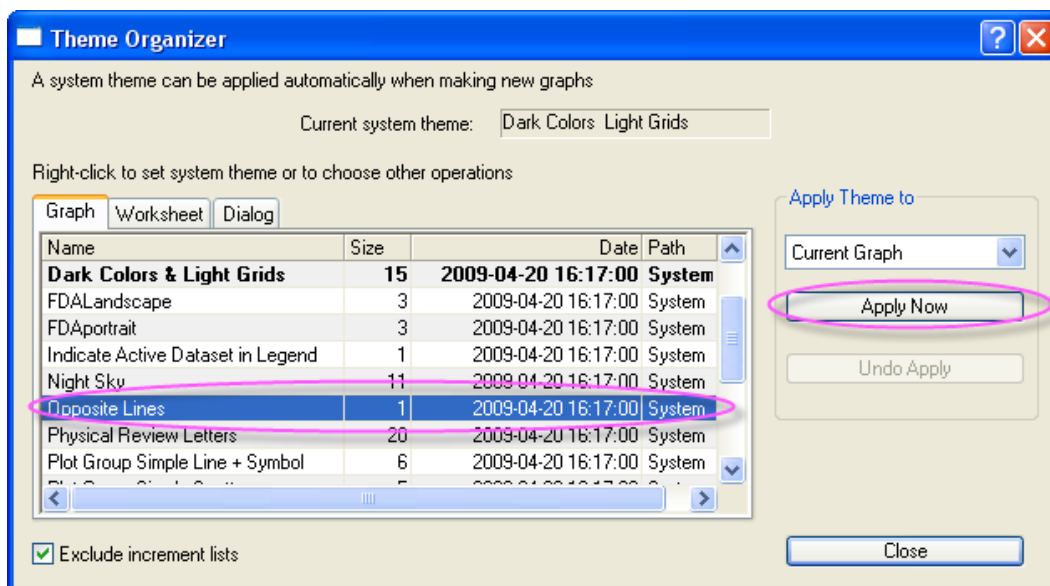 Theme Organizer
A system theme can be applied automatically when making new graphs
Current system theme: Dark Colors Light Grids
Right-click to set system theme or to choose other operations
Graph Worksheet Dialog
Name Size Date Path
Dark Colors & Light Grids 15 2009-04-20 16:17:00 System
FDALandscape 3 2009-04-20 16:17:00 System
FDAportrait 3 2009-04-20 16:17:00 System
Indicate Active Dataset in Legend 1 2009-04-20 16:17:00 System
Night Sky 11 2009-04-20 16:17:00 System
Opposite Lines 1 2009-04-20 16:17:00 System
Physical Review Letters 20 2009-04-20 16:17:00 System
Plot Group Simple Line + Symbol 6 2009-04-20 16:17:00 System
Exclude increment lists
Apply Theme to
Current Graph
Apply Now
Undo Apply
Close